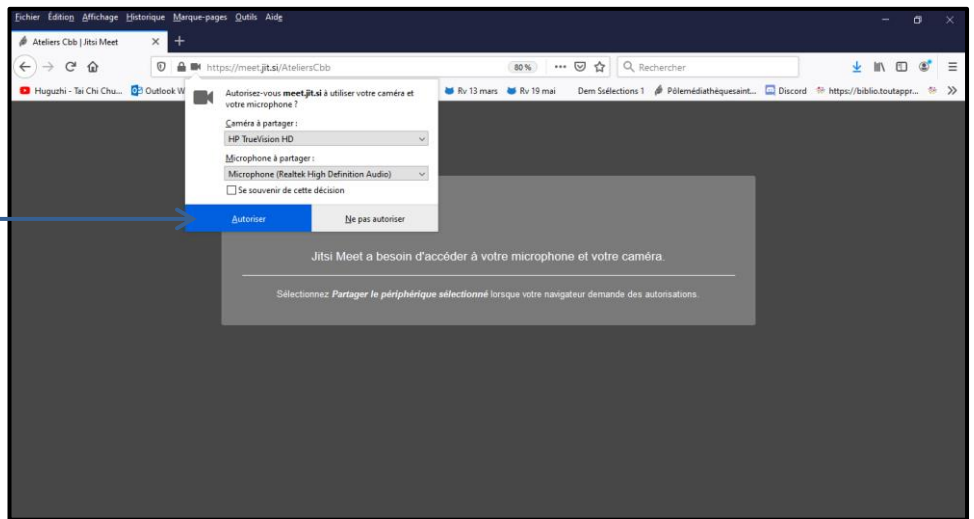 Fichier Édition Affichage Historique Marque-pages Outils Aide
Ateliers Cbb | Jitsi Meet
https://meet.jit.si/AteliersCbb 80 % Rechercher
Huguzhi - Tai Chi Chu... Outlook W Rv 13 mars Rv 19 mai Dem Ssélections 1 Pôlemédiathèquesaint... Discord https://biblio.toutappr...
Autorisez-vous meet.jit.si à utiliser votre caméra et
votre microphone ?
Caméra à partager :
HP TrueVision HD
Microphone à partager :
Microphone (Realtek High Definition Audio)
Se souvenir de cette décision
Autoriser Ne pas autoriser
Jitsi Meet a besoin d'accéder à votre microphone et votre caméra.
Sélectionnez Partager le périphérique sélectionné lorsque votre navigateur demande des autorisations.